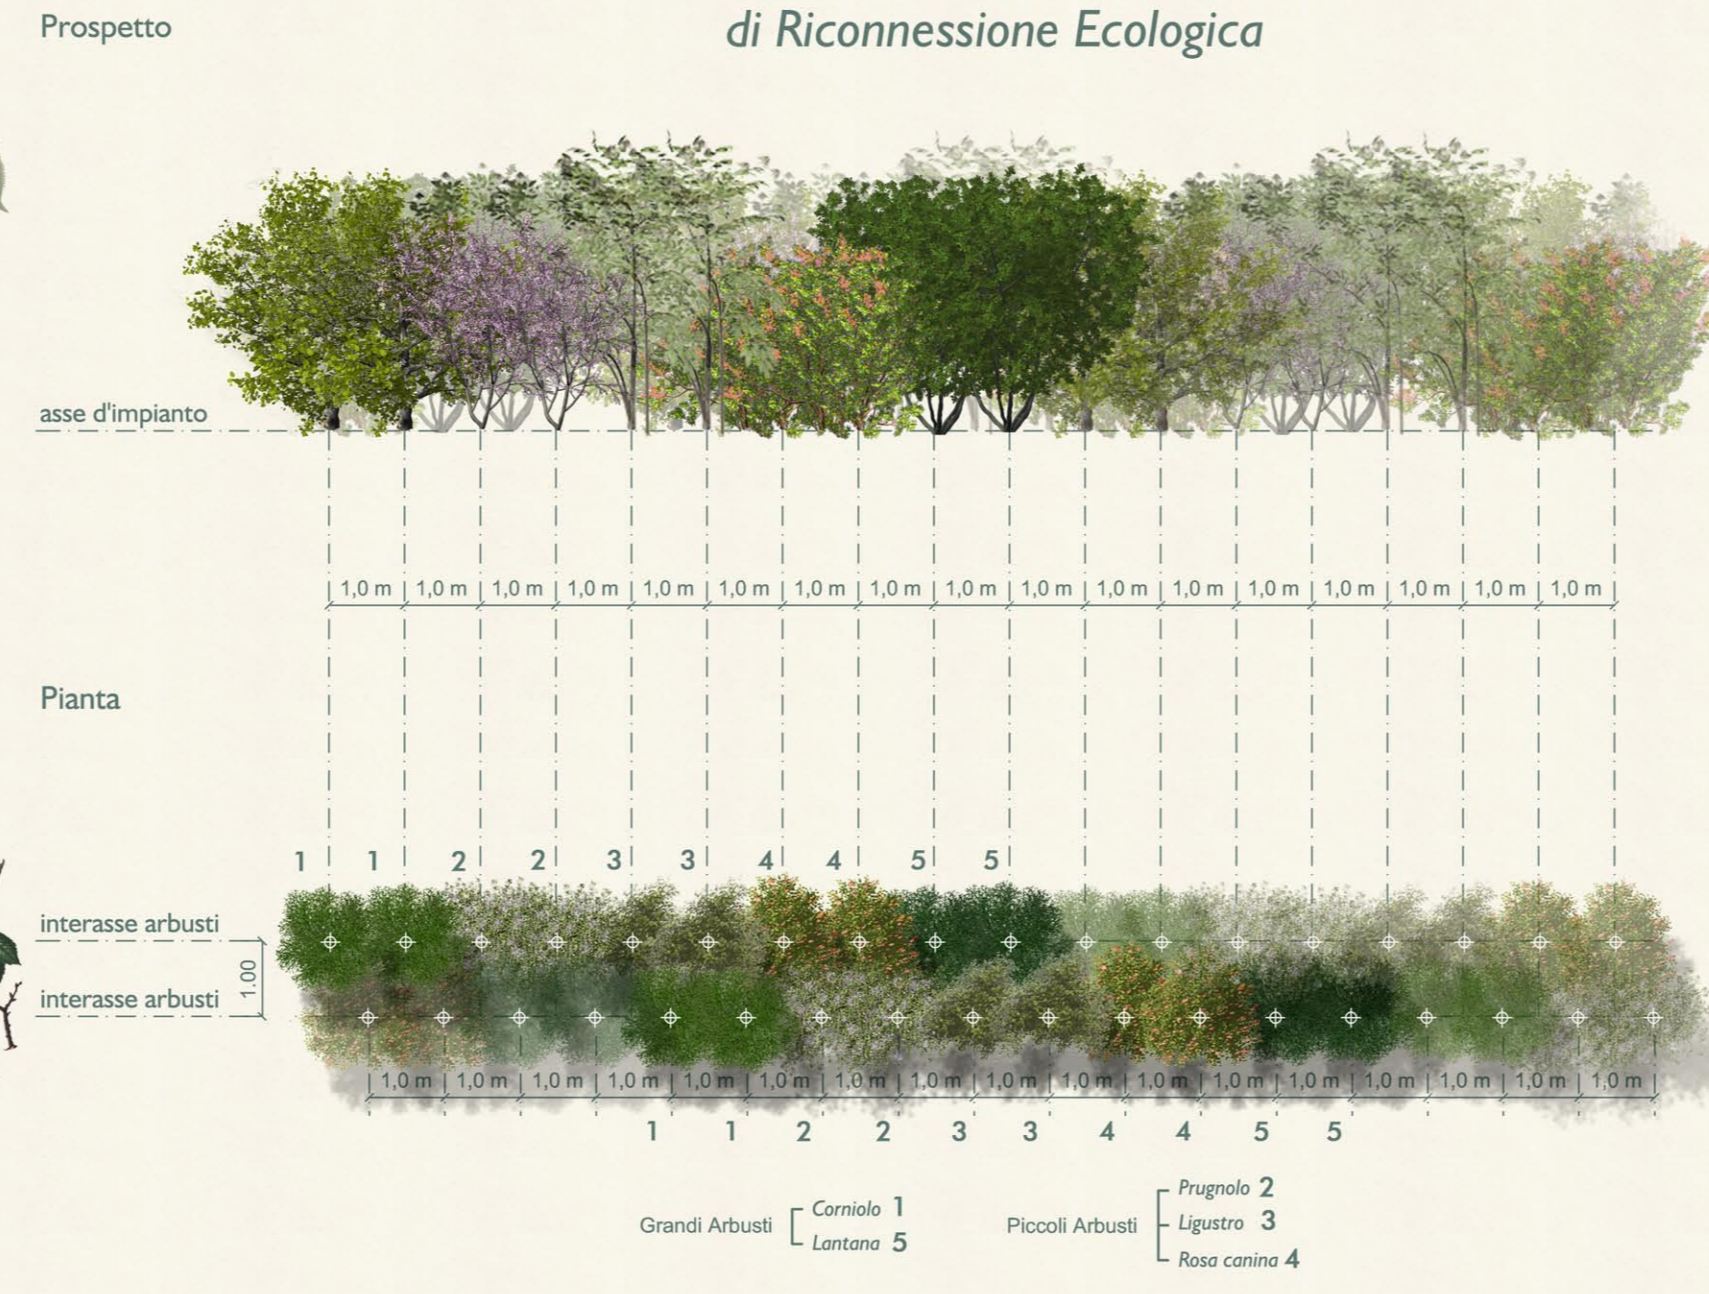 Prospetto
di Riconnessione Ecologica
asse d'impianto
1,0 m 1,0 m 1,0 m 1,0 m 1,0 m 1,0 m 1,0 m 1,0 m 1,0 m 1,0 m 1,0 m 1,0 m 1,0 m 1,0 m 1,0 m 1,0 m 1,0 m
Pianta
1 1 2 2 3 3 4 4 5 5
interasse arbusti
1.00
interasse arbusti
1,0 m 1,0 m 1,0 m 1,0 m 1,0 m 1,0 m 1,0 m 1,0 m 1,0 m 1,0 m 1,0 m 1,0 m 1,0 m 1,0 m 1,0 m 1,0 m 1,0 m
1 1 2 2 3 3 4 4 5 5
Grandi Arbusti
Corniolo 1
Lantana 5
Piccoli Arbusti
Prugnolo 2
Ligustro 3
Rosa canina 4